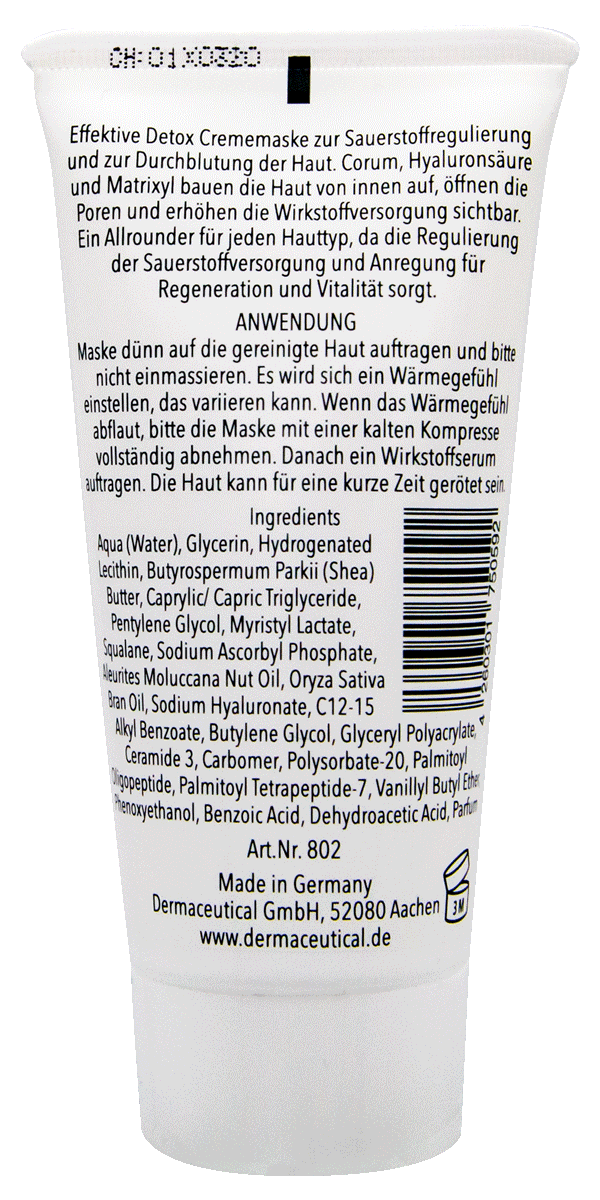 CH: 01X0320
Effektive Detox Crememaske zur Sauerstoffregulierung
und zur Durchblutung der Haut. Corum, Hyaluronsäure
und Matrixyl bauen die Haut von innen auf, öffnen die
Poren und erhöhen die Wirkstoffversorgung sichtbar.
Ein Allrounder für jeden Hauttyp, da die Regulierung
der Sauerstoffversorgung und Anregung für
Regeneration und Vitalität sorgt.
ANWENDUNG
Maske dünn auf die gereinigte Haut auftragen und bitte
nicht einmassieren. Es wird sich ein Wärmegefühl
einstellen, das variieren kann. Wenn das Wärmegefühl
abflaut, bitte die Maske mit einer kalten Kompresse
vollständig abnehmen. Danach ein Wirkstoffserum
auftragen. Die Haut kann für eine kurze Zeit gerötet sein.
Ingredients
Aqua (Water), Glycerin, Hydrogenated
Lecithin, Butyrospermum Parkii (Shea)
Butter, Caprylic/ Capric Triglyceride,
Pentylene Glycol, Myristyl Lactate,
Squalane, Sodium Ascorbyl Phosphate,
Aleurites Moluccana Nut Oil, Oryza Sativa
Bran Oil, Sodium Hyaluronate, C12-15
Alkyl Benzoate, Butylene Glycol, Glyceryl Polyacrylate,
Ceramide 3, Carbomer, Polysorbate-20, Palmitoyl
Oligopeptide, Palmitoyl Tetrapeptide-7, Vanillyl Butyl Ether,
Phenoxyethanol, Benzoic Acid, Dehydroacetic Acid, Parfum
4 260301 750592
Art.Nr. 802
Made in Germany
Dermaceutical GmbH, 52080 Aachen
3M
www.dermaceutical.de